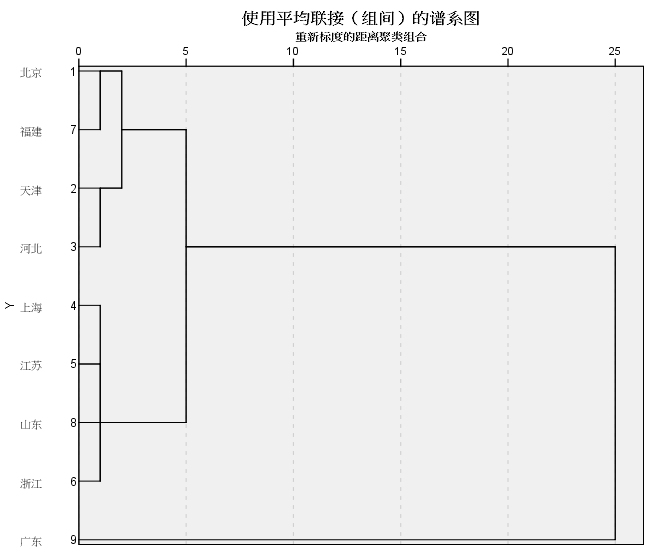 使用平均联接（组间）的谱系图
重新标度的距离聚类组合
0 5 10 15 20 25
北京 1
福建 7
天津 2
河北 3
上海 4
Y
江苏 5
山东 8
浙江 6
广东 9